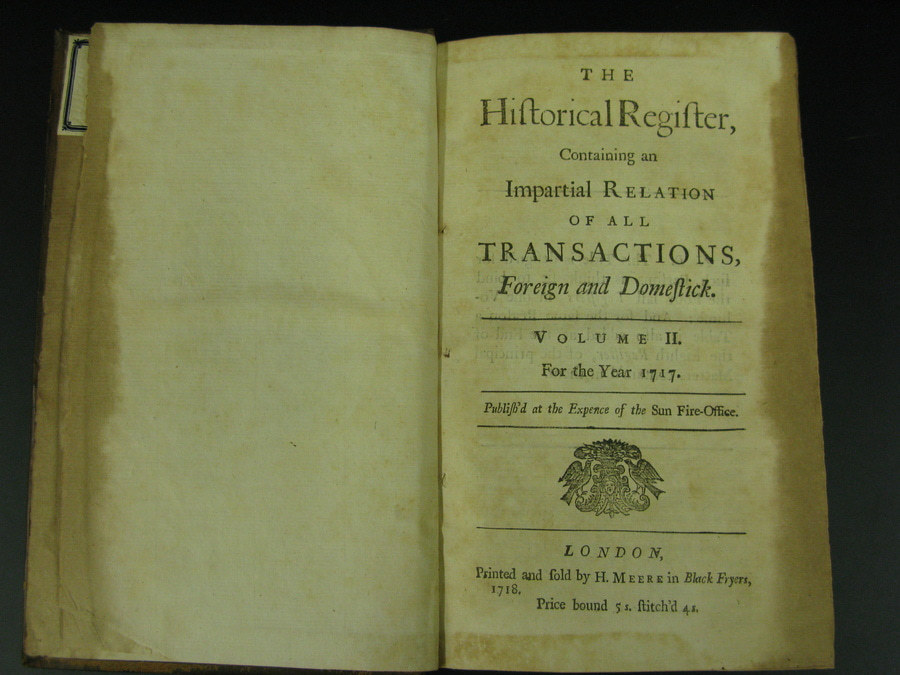 THE
Hiſtorical Regiſter,
Containing an
Impartial RELATION
OF ALL
TRANSACTIONS,
Foreign and Domeſtick.
VOLUME II.
For the Year 1717.
Publiſh'd at the Expence of the Sun Fire-Office.
LONDON,
Printed and ſold by H. MEERE in Black Fryers,
1718.
Price bound 5 s. ſtitch'd 4s.